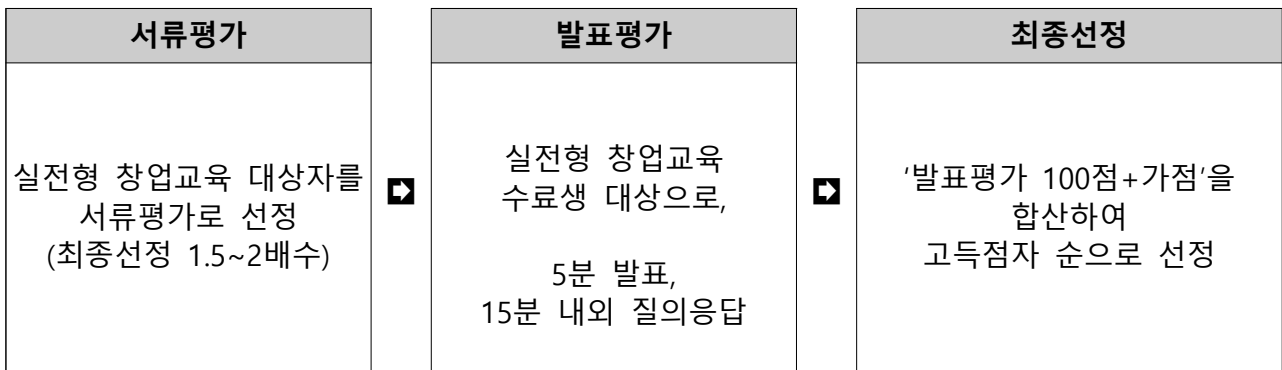 서류평가
실전형 창업교육 대상자를
서류평가로 선정
(최종선정 1.5~2배수)
발표평가
실전형 창업교육
수료생 대상으로,
5분 발표,
15분 내외 질의응답
최종선정
‘발표평가 100점+가점’을
합산하여
고득점자 순으로 선정